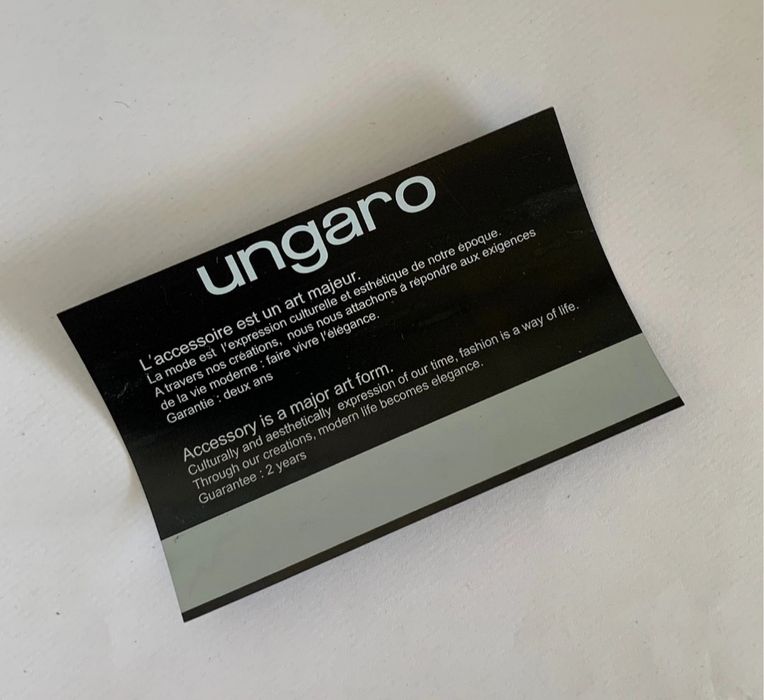 ungaro
L'accessoire est un art majeur.
La mode est l'expression culturelle et esthétique de notre époque.
A travers nos créations, nous nous attachons à répondre aux exigences
de la vie moderne : faire vivre l'élégance.
Garantie : deux ans
Accessory is a major art form.
Culturally and aesthetically expression of our time, fashion is a way of life.
Through our creations, modern life becomes elegance.
Guarantee : 2 years